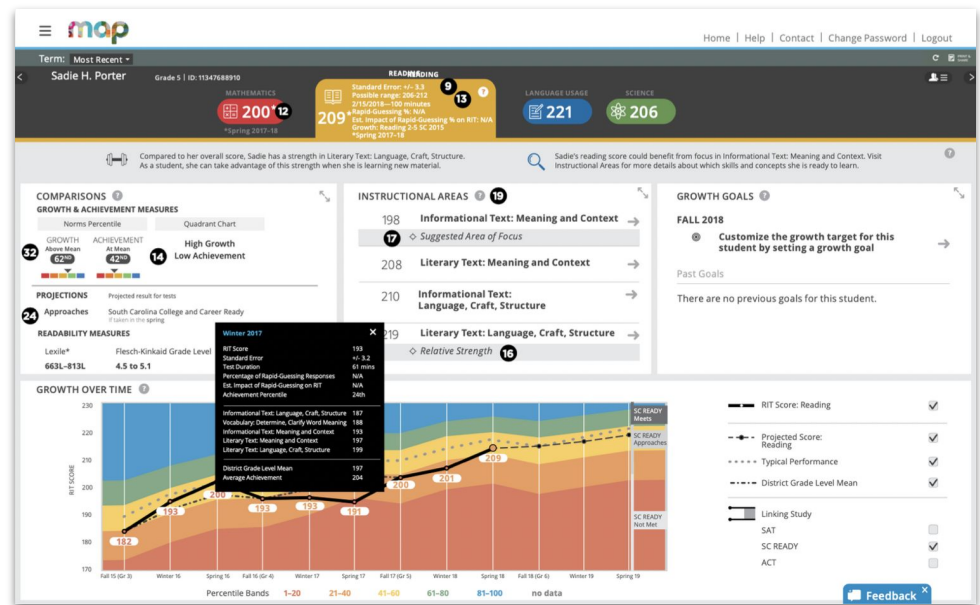 map
Home | Help | Contact | Change Password | Logout
Term: Most Recent
Sadie H. Porter Grade 5 | ID: 11347688910
MATHEMATICS
200* 12
*Spring 2017–18
READING
209*
Standard Error: +/- 3.3 9
Possible range: 206-212 13
2/15/2018—100 minutes
*Rapid-Guessing %: N/A
Est. Impact of Rapid-Guessing % on RIT: N/A
Growth: Reading 2-5 SC 2015
*Spring 2017–18
LANGUAGE USAGE
221
SCIENCE
206
Compared to her overall score, Sadie has a strength in Literary Text: Language, Craft, Structure.
As a student, she can take advantage of this strength when she is learning new material.
Sadie's reading score could benefit from focus in Informational Text: Meaning and Context. Visit
Instructional Areas for more details about which skills and concepts she is ready to learn.
COMPARISONS
GROWTH & ACHIEVEMENT MEASURES
Norms Percentile Quadrant Chart
GROWTH ACHIEVEMENT
Above Mean At Mean
32 62ND 42ND 14
High Growth
Low Achievement
PROJECTIONS Projected result for tests
24 Approaches South Carolina College and Career Ready
if taken in the spring
READABILITY MEASURES
Lexile* Flesch-Kinkaid Grade Level
663L–813L 4.5 to 5.1
INSTRUCTIONAL AREAS 19
198 Informational Text: Meaning and Context
17 Suggested Area of Focus
208 Literary Text: Meaning and Context
210 Informational Text:
Language, Craft, Structure
219 Literary Text: Language, Craft, Structure
Relative Strength 16
GROWTH GOALS
FALL 2018
Customize the growth target for this
student by setting a growth goal
Past Goals
There are no previous goals for this student.
Winter 2017
RIT Score 193
Standard Error +/- 3.2
Test Duration 61 mins
Percentage of Rapid-Guessing Responses N/A
Est. Impact of Rapid-Guessing on RIT N/A
Achievement Percentile 24th
Informational Text: Language, Craft, Structure 187
Vocabulary: Determine, Clarify Word Meaning 188
Informational Text: Meaning and Context 193
Literary Text: Meaning and Context 197
Literary Text: Language, Craft, Structure 199
District Grade Level Mean 197
Average Achievement 204
GROWTH OVER TIME
RIT SCORE
230
220
210
200
190
180
170
182
193
200
193
193
191
200
201
209
SC READY
Meets
SC READY
Approaches
SC READY
Not Met
Fall 15 (Gr 3) Winter 16 Spring 16 Fall 16 (Gr 4) Winter 17 Spring 17 Fall 17 (Gr 5) Winter 18 Spring 18 Fall 18 (Gr 6) Winter 19 Spring 19
Percentile Bands 1–20 21–40 41–60 61–80 81–100 no data
RIT Score: Reading
Projected Score:
Reading
Typical Performance
District Grade Level Mean
Linking Study
SAT
SC READY
ACT
Feedback